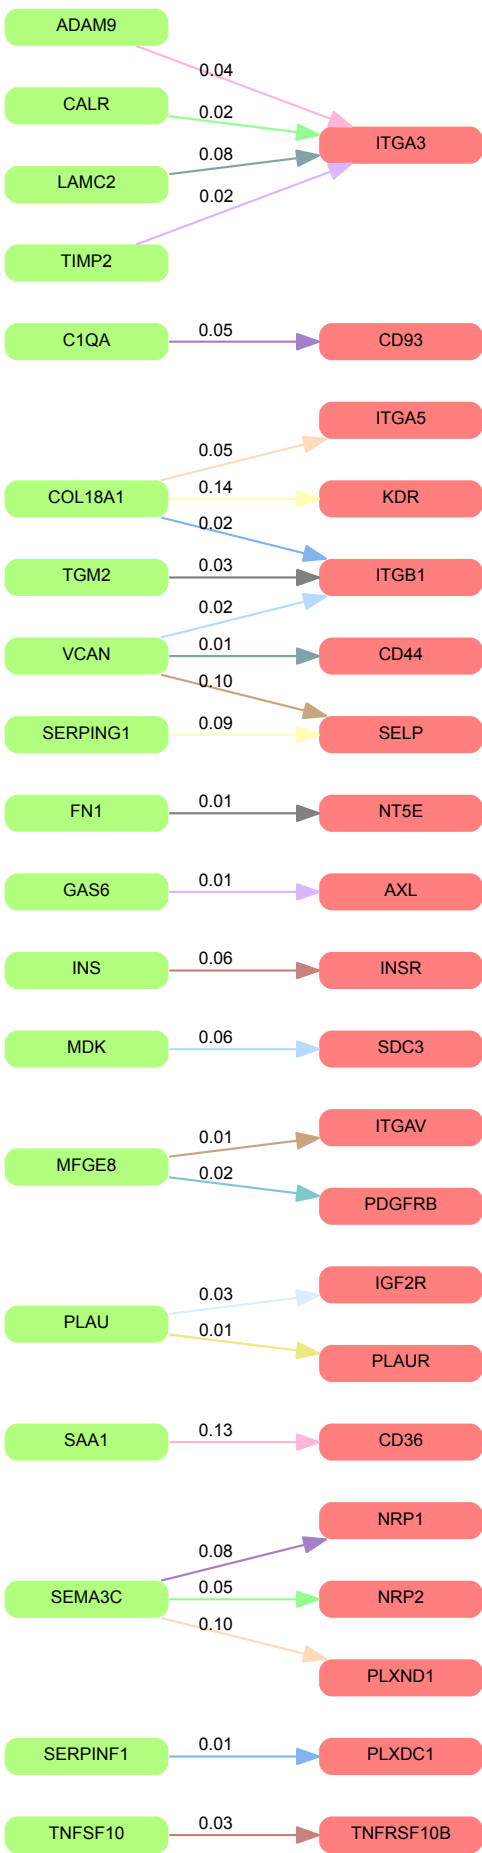 ADAM9
0.04
CALR
0.02
ITGA3
0.08
LAMC2
0.02
TIMP2
C1QA
0.05
CD93
ITGA5
0.05
COL18A1
0.14
KDR
0.02
TGM2
0.03
ITGB1
0.02
VCAN
0.01
CD44
0.10
SERPING1
0.09
SELP
FN1
0.01
NT5E
GAS6
0.01
AXL
INS
0.06
INSR
MDK
0.06
SDC3
ITGAV
0.01
MFGE8
0.02
PDGFRB
IGF2R
0.03
PLAU
0.01
PLAUR
SAA1
0.13
CD36
NRP1
0.08
SEMA3C
0.05
NRP2
0.10
PLXND1
SERPINF1
0.01
PLXDC1
TNFSF10
0.03
TNFRSF10B